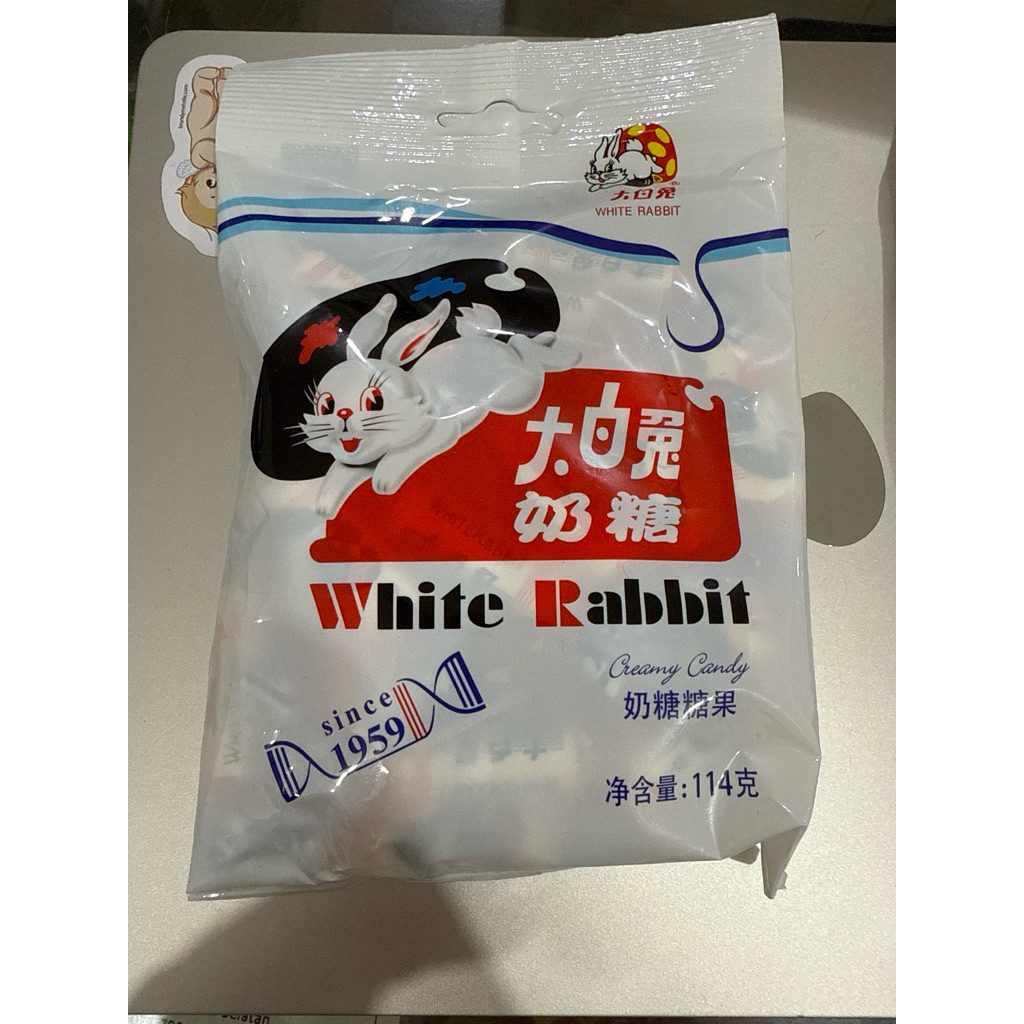 大白兔
WHITE RABBIT
大白兔
奶糖
White Rabbit
Creamy Candy
奶糖糖果
since
1959
净含量:114克